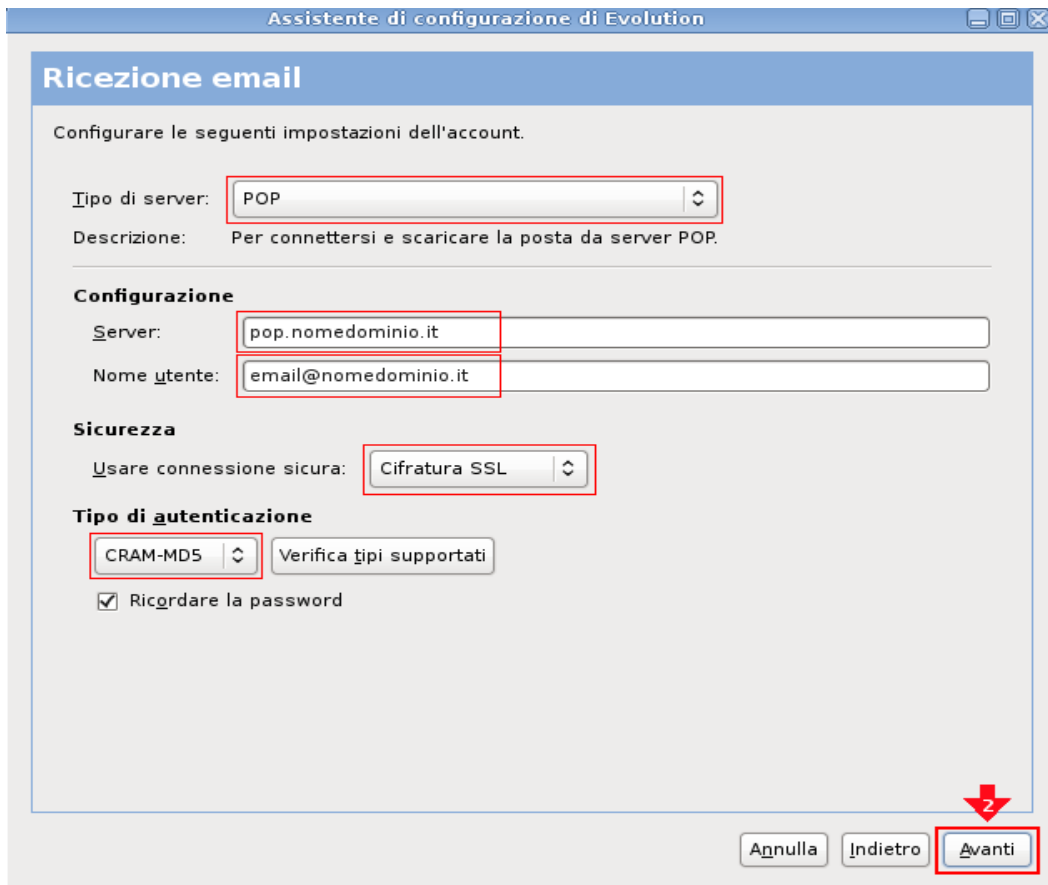 Assistente di configurazione di Evolution
Ricezione email
Configurare le seguenti impostazioni dell'account.
Tipo di server: POP
Descrizione: Per connettersi e scaricare la posta da server POP.
Configurazione
Server: pop.nomedominio.it
Nome utente: email@nomedominio.it
Sicurezza
Usare connessione sicura: Cifratura SSL
Tipo di autenticazione
CRAM-MD5 Verifica tipi supportati
Ricordare la password
2
Annulla Indietro Avanti